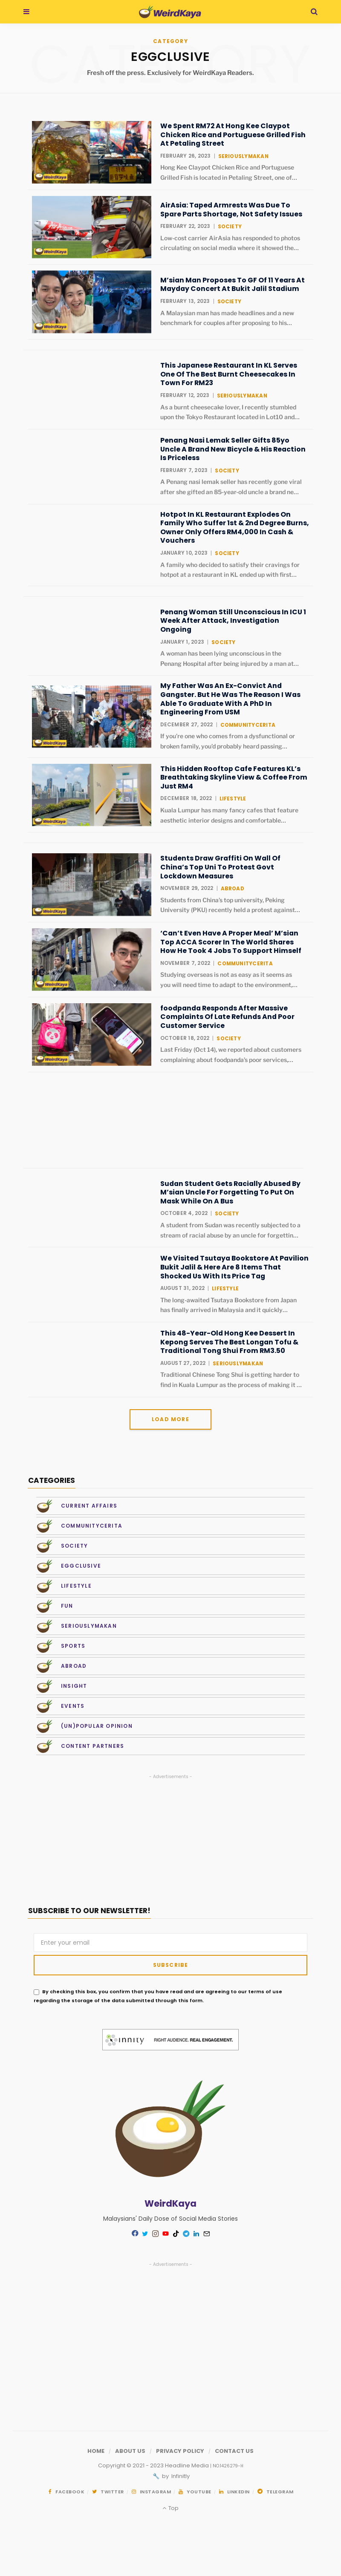 WeirdKaya
CATEGORY
CATEGORY
EGGCLUSIVE
Fresh off the press. Exclusively for WeirdKaya Readers.
We Spent RM72 At Hong Kee Claypot
Chicken Rice and Portuguese Grilled Fish
At Petaling Street
FEBRUARY 26, 2023 | SERIOUSLYMAKAN
Hong Kee Claypot Chicken Rice and Portuguese
Grilled Fish is located in Petaling Street, one of...
WeirdKaya
AirAsia: Taped Armrests Was Due To
Spare Parts Shortage, Not Safety Issues
FEBRUARY 22, 2023 | SOCIETY
Low-cost carrier AirAsia has responded to photos
circulating on social media where it showed the...
WeirdKaya
M'sian Man Proposes To GF Of 11 Years At
Mayday Concert At Bukit Jalil Stadium
FEBRUARY 13, 2023 | SOCIETY
A Malaysian man has made headlines and a new
benchmark for couples after proposing to his...
WeirdKaya
This Japanese Restaurant In KL Serves
One Of The Best Burnt Cheesecakes In
Town For RM23
FEBRUARY 12, 2023 | SERIOUSLYMAKAN
As a burnt cheesecake lover, I recently stumbled
upon the Tokyo Restaurant located in Lot10 and...
Penang Nasi Lemak Seller Gifts 85yo
Uncle A Brand New Bicycle & His Reaction
Is Priceless
FEBRUARY 7, 2023 | SOCIETY
A Penang nasi lemak seller has recently gone viral
after she gifted an 85-year-old uncle a brand ne...
Hotpot In KL Restaurant Explodes On
Family Who Suffer 1st & 2nd Degree Burns,
Owner Only Offers RM4,000 In Cash &
Vouchers
JANUARY 10, 2023 | SOCIETY
A family who decided to satisfy their cravings for
hotpot at a restaurant in KL ended up with first...
Penang Woman Still Unconscious In ICU 1
Week After Attack, Investigation
Ongoing
JANUARY 1, 2023 | SOCIETY
A woman has been lying unconscious in the
Penang Hospital after being injured by a man at...
My Father Was An Ex-Convict And
Gangster. But He Was The Reason I Was
Able To Graduate With A PhD In
Engineering From USM
DECEMBER 27, 2022 | COMMUNITYCERITA
If you're one who comes from a dysfunctional or
broken family, you'd probably heard passing...
WeirdKaya
This Hidden Rooftop Cafe Features KL's
Breathtaking Skyline View & Coffee From
Just RM4
DECEMBER 18, 2022 | LIFESTYLE
Kuala Lumpur has many fancy cafes that feature
aesthetic interior designs and comfortable...
WeirdKaya
Students Draw Graffiti On Wall Of
China's Top Uni To Protest Govt
Lockdown Measures
NOVEMBER 29, 2022 | ABROAD
Students from China's top university, Peking
University (PKU) recently held a protest against...
WeirdKaya
'Can't Even Have A Proper Meal' M'sian
Top ACCA Scorer In The World Shares
How He Took 4 Jobs To Support Himself
NOVEMBER 7, 2022 | COMMUNITYCERITA
Studying overseas is not as easy as it seems as
you will need time to adapt to the environment,...
WeirdKaya
foodpanda Responds After Massive
Complaints Of Late Refunds And Poor
Customer Service
OCTOBER 18, 2022 | SOCIETY
Last Friday (Oct 14), we reported about customers
complaining about foodpanda's poor services,...
WeirdKaya
Sudan Student Gets Racially Abused By
M'sian Uncle For Forgetting To Put On
Mask While On A Bus
OCTOBER 4, 2022 | SOCIETY
A student from Sudan was recently subjected to a
stream of racial abuse by an uncle for forgettin...
We Visited Tsutaya Bookstore At Pavilion
Bukit Jalil & Here Are 8 Items That
Shocked Us With Its Price Tag
AUGUST 31, 2022 | LIFESTYLE
The long-awaited Tsutaya Bookstore from Japan
has finally arrived in Malaysia and it quickly...
This 48-Year-Old Hong Kee Dessert In
Kepong Serves The Best Longan Tofu &
Traditional Tong Shui From RM3.50
AUGUST 27, 2022 | SERIOUSLYMAKAN
Traditional Chinese Tong Shui is getting harder to
find in Kuala Lumpur as the process of making it ...
LOAD MORE
CATEGORIES
CURRENT AFFAIRS
COMMUNITYCERITA
SOCIETY
EGGCLUSIVE
LIFESTYLE
FUN
SERIOUSLYMAKAN
SPORTS
ABROAD
INSIGHT
EVENTS
(UN)POPULAR OPINION
CONTENT PARTNERS
- Advertisements -
SUBSCRIBE TO OUR NEWSLETTER!
Enter your email
SUBSCRIBE
By checking this box, you confirm that you have read and are agreeing to our terms of use
regarding the storage of the data submitted through this form.
innity RIGHT AUDIENCE. REAL ENGAGEMENT.
WeirdKaya
Malaysians' Daily Dose of Social Media Stories
- Advertisements -
HOME / ABOUT US / PRIVACY POLICY / CONTACT US
by infinitly
FACEBOOK TWITTER INSTAGRAM YOUTUBE LINKEDIN TELEGRAM
Top